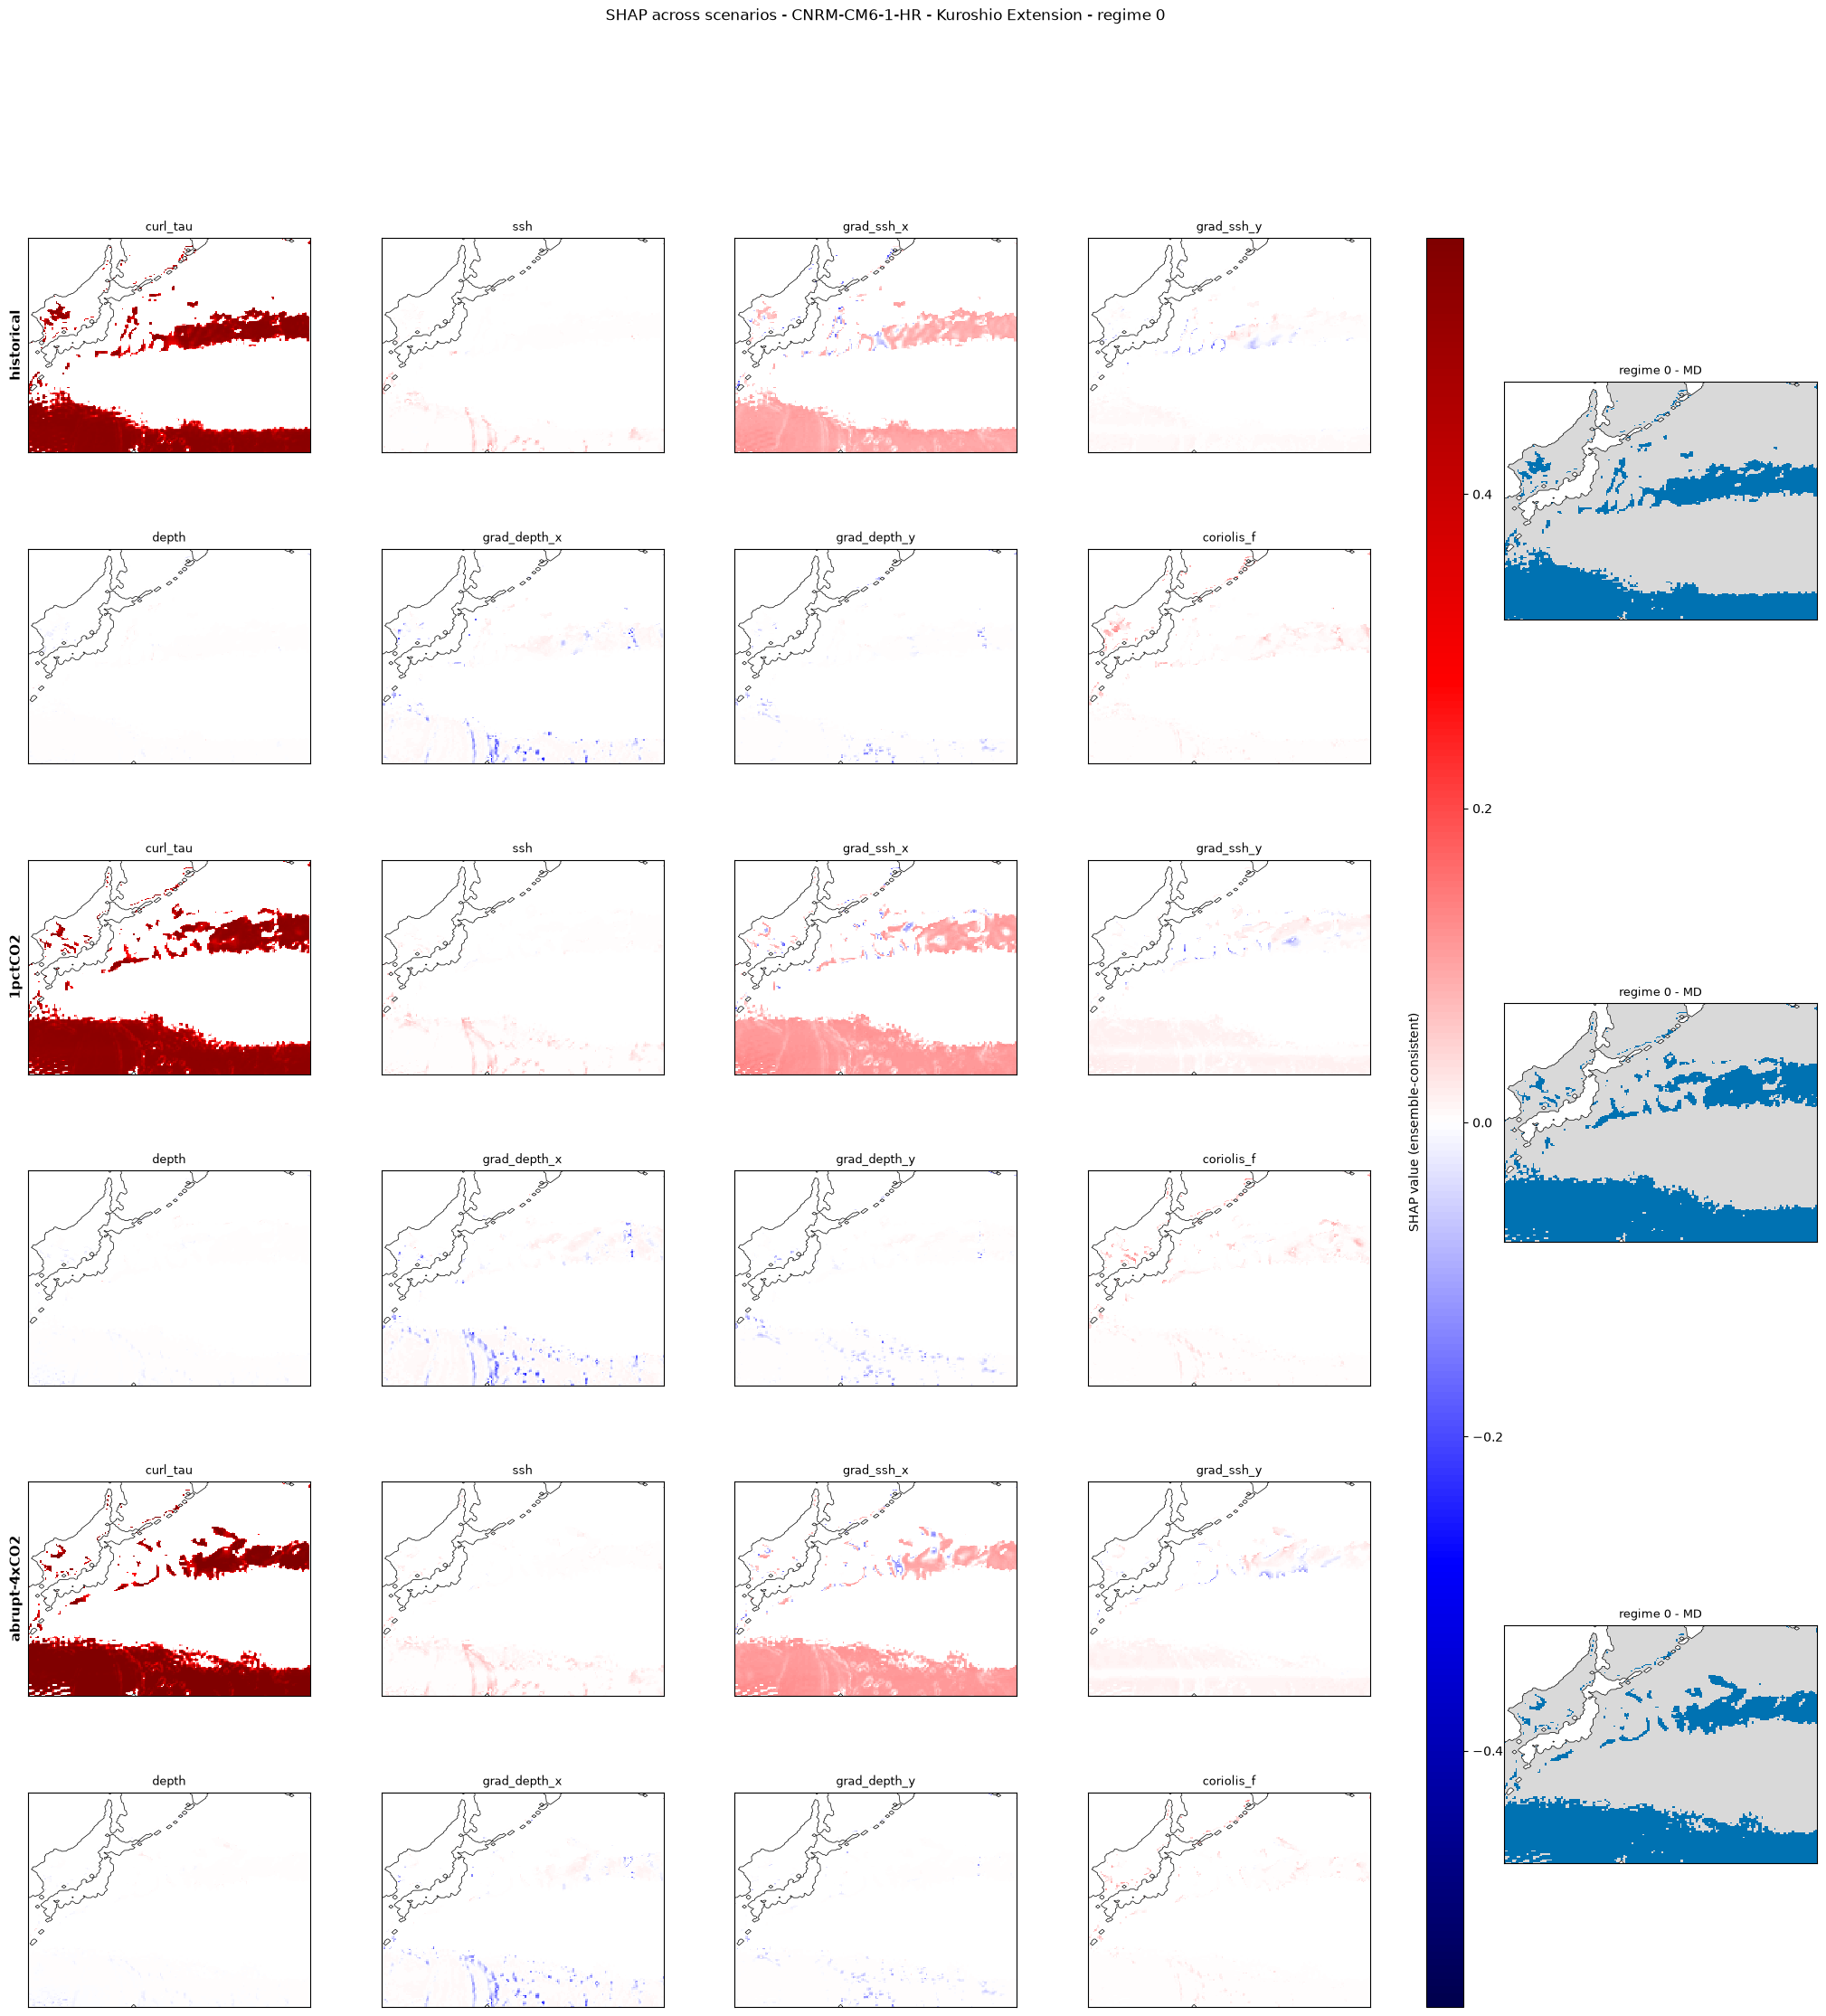 SHAP across scenarios - CNRM-CM6-1-HR - Kuroshio Extension - regime 0
historical
curl_tau
ssh
grad_ssh_x
grad_ssh_y
depth
grad_depth_x
grad_depth_y
coriolis_f
1pctCO2
curl_tau
ssh
grad_ssh_x
grad_ssh_y
depth
grad_depth_x
grad_depth_y
coriolis_f
abrupt-4xCO2
curl_tau
ssh
grad_ssh_x
grad_ssh_y
depth
grad_depth_x
grad_depth_y
coriolis_f
SHAP value (ensemble-consistent)
0.4
0.2
0.0
−0.2
−0.4
regime 0 - MD
regime 0 - MD
regime 0 - MD